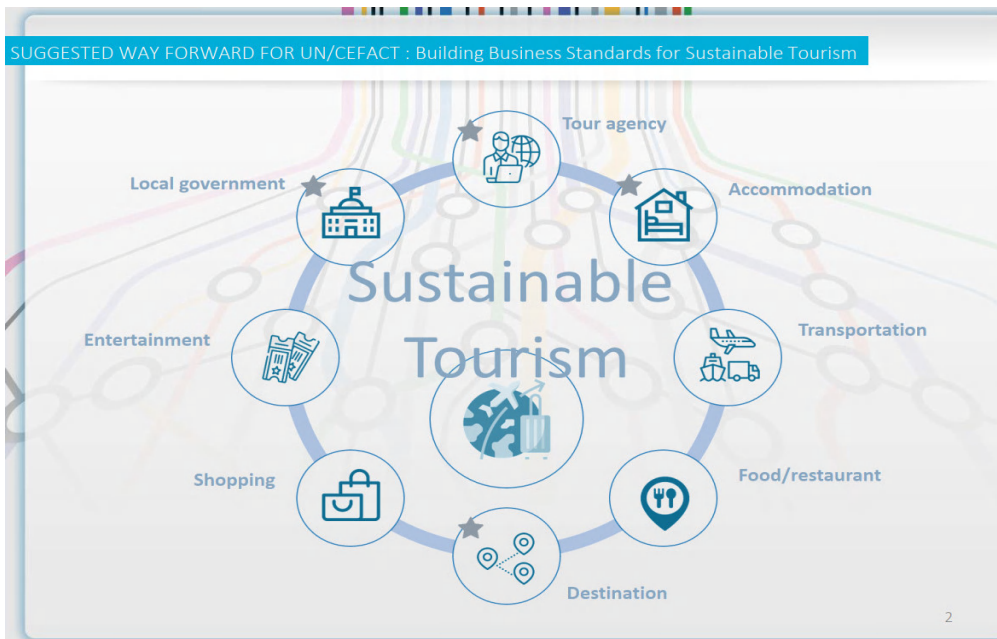 SUGGESTED WAY FORWARD FOR UN/CEFACT : Building Business Standards for Sustainable Tourism
Tour agency
Local government
Accommodation
Sustainable
Tourism
Entertainment
Transportation
Shopping
Food/restaurant
Destination
2